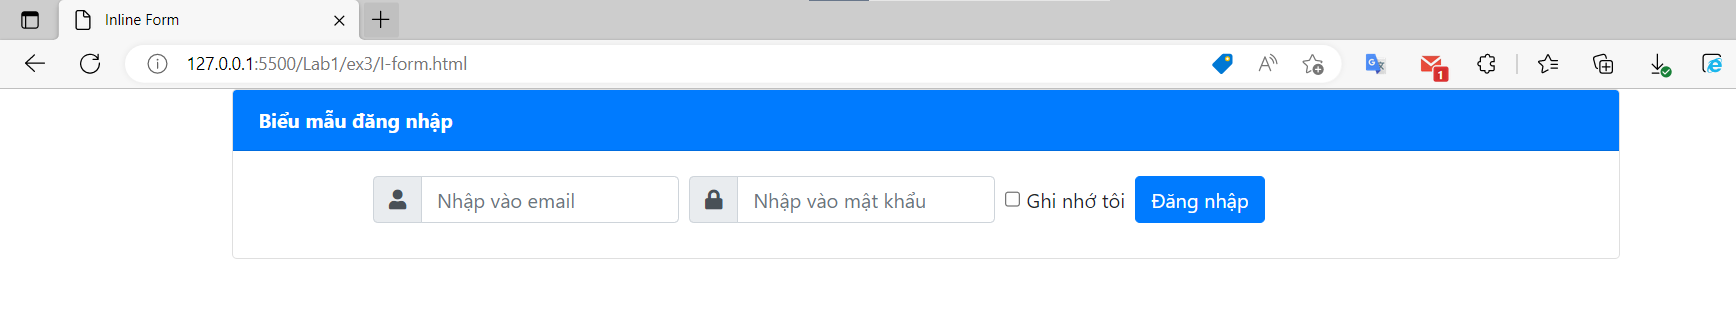 Inline Form
127.0.0.1:5500/Lab1/ex3/I-form.html
1
Biểu mẫu đăng nhập
Nhập vào email
Nhập vào mật khẩu
Ghi nhớ tôi
Đăng nhập